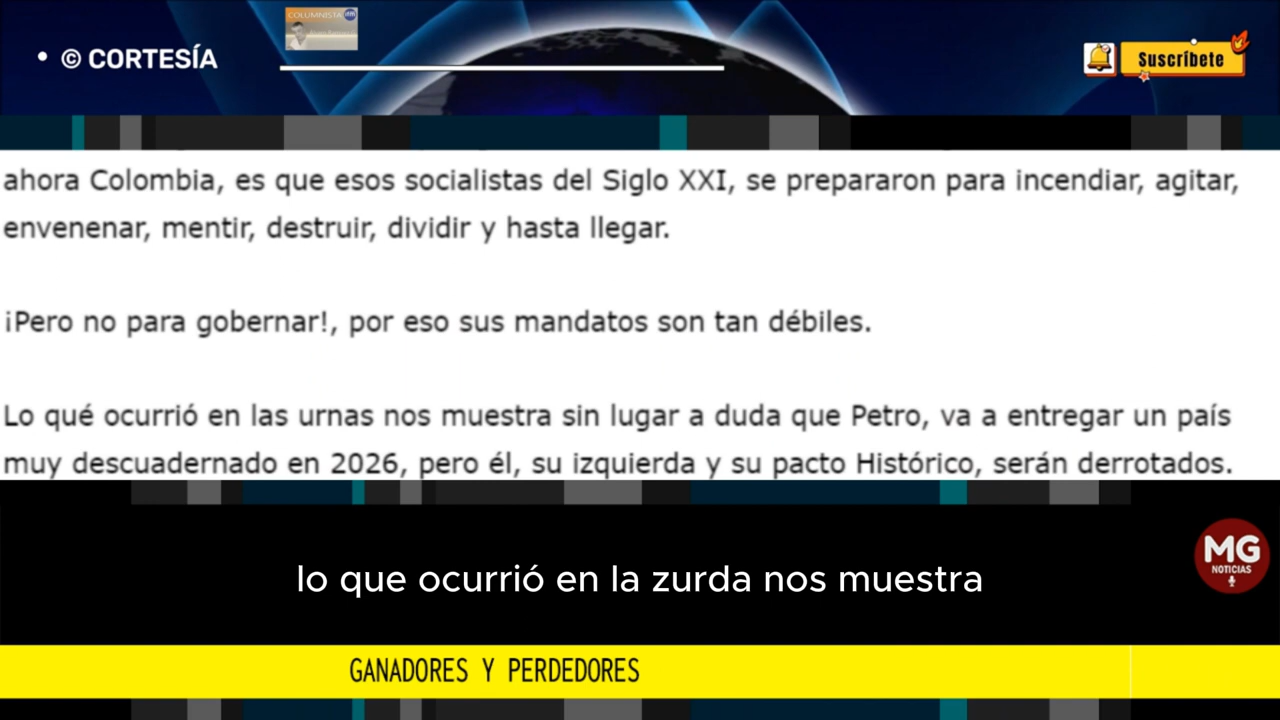 COLUMNISTA
• © CORTESÍA
Suscríbete
ahora Colombia, es que esos socialistas del Siglo XXI, se prepararon para incendiar, agitar,
envenenar, mentir, destruir, dividir y hasta llegar.
¡Pero no para gobernar!, por eso sus mandatos son tan débiles.
Lo qué ocurrió en las urnas nos muestra sin lugar a duda que Petro, va a entregar un país
muy descuadernado en 2026, pero él, su izquierda y su pacto Histórico, serán derrotados.
MG
NOTICIAS
lo que ocurrió en la zurda nos muestra
GANADORES Y PERDEDORES